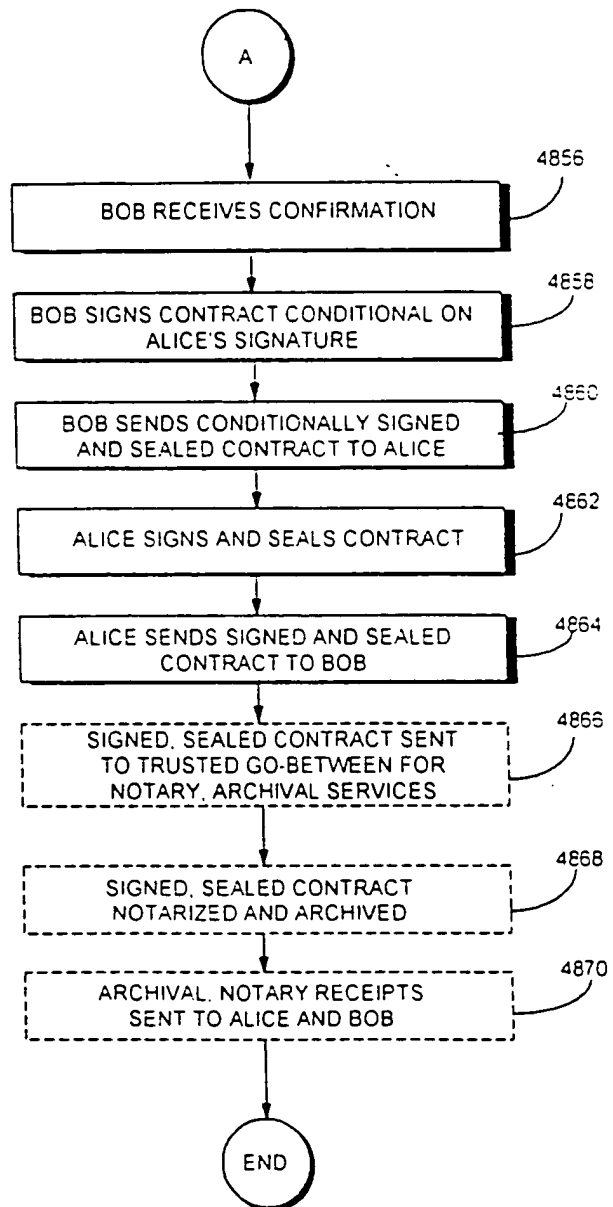 A
4856
BOB RECEIVES CONFIRMATION
4858
BOB SIGNS CONTRACT CONDITIONAL ON
ALICE'S SIGNATURE
4860
BOB SENDS CONDITIONALLY SIGNED
AND SEALED CONTRACT TO ALICE
4862
ALICE SIGNS AND SEALS CONTRACT
4864
ALICE SENDS SIGNED AND SEALED
CONTRACT TO BOB
4866
SIGNED, SEALED CONTRACT SENT
TO TRUSTED GO-BETWEEN FOR
NOTARY, ARCHIVAL SERVICES
4868
SIGNED, SEALED CONTRACT
NOTARIZED AND ARCHIVED
4870
ARCHIVAL, NOTARY RECEIPTS
SENT TO ALICE AND BOB
END